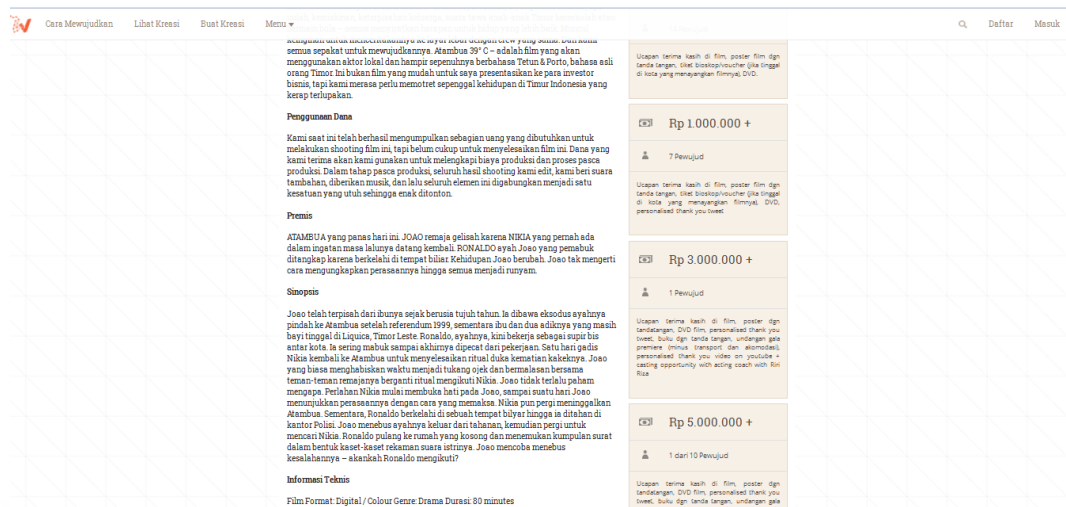 Cara Mewujudkan Lihat Kreasi Buat Kreasi Menu Daftar Masuk
semua sepakat untuk mewujudkannya. Atambua 39° C – adalah film yang akan
menggunakan aktor lokal dan hampir sepenuhnya berbahasa Tetun & Porto, bahasa asli
orang Timor. Ini bukan film yang mudah untuk saya presentasikan ke para investor
bisnis, tapi kami merasa perlu memotret sepenggal kehidupan di Timur Indonesia yang
kerap terlupakan.
Penggunaan Dana
Kami saat ini telah berhasil mengumpulkan sebagian uang yang dibutuhkan untuk
melakukan shooting film ini, tapi belum cukup untuk menyelesaikan film ini. Dana yang
kami terima akan kami gunakan untuk melengkapi biaya produksi dan proses pasca
produksi. Dalam tahap pasca produksi, seluruh hasil shooting kami edit, kami beri suara
tambahan, diberikan musik, dan lalu seluruh elemen ini digabungkan menjadi satu
kesatuan yang utuh sehingga enak ditonton.
Premis
ATAMBUA yang panas hari ini. JOAO remaja gelisah karena NIKIA yang pernah ada
dalam ingatan masa lalunya datang kembali. RONALDO ayah Joao yang pemabuk
ditangkap karena berkelahi di tempat biliar. Kehidupan Joao berubah. Joao tak mengerti
cara mengungkapkan perasaannya hingga semua menjadi runyam.
Sinopsis
Joao telah terpisah dari ibunya sejak berusia tujuh tahun. Ia dibawa eksodus ayahnya
pindah ke Atambua setelah referendum 1999, sementara ibu dan dua adiknya yang masih
bayi tinggal di Liquica, Timor Leste. Ronaldo, ayahnya, kini bekerja sebagai supir bis
antar kota. Ia sering mabuk sampai akhirnya dipecat dari pekerjaan. Satu hari gadis
Nikia kembali ke Atambua untuk menyelesaikan ritual duka kematian kakeknya. Joao
yang biasa menghabiskan waktu menjadi tukang ojek dan bermalasan bersama
teman-teman remajanya berganti ritual mengikuti Nikia. Joao tidak terlalu paham
mengapa. Perlahan Nikia mulai membuka hati pada Joao, sampai suatu hari Joao
menunjukkan perasaannya dengan cara yang memaksa. Nikia pun pergi meninggalkan
Atambua. Sementara, Ronaldo berkelahi di sebuah tempat bilyar hingga ia ditahan di
kantor Polisi. Joao menebus ayahnya keluar dari tahanan, kemudian pergi untuk
mencari Nikia. Ronaldo pulang ke rumah yang kosong dan menemukan kumpulan surat
dalam bentuk kaset-kaset rekaman suara istrinya. Joao mencoba menebus
kesalahannya – akankah Ronaldo mengikuti?
Informasi Teknis
Film Format: Digital / Colour Genre: Drama Durasi: 80 minutes
Ucapan terima kasih di film, poster film dgn
tanda tangan, tiket bioskop/voucher (jika tinggal
di kota yang menayangkan filmnya), DVD.
Rp 1.000.000 +
7 Pewujud
Ucapan terima kasih di film, poster film dgn
tanda tangan, tiket bioskop/voucher (jika tinggal
di kota yang menayangkan filmnya), DVD,
personalised thank you tweet
Rp 3.000.000 +
1 Pewujud
Ucapan terima kasih di film, poster dgn
tandatangan, DVD film, personalised thank you
tweet, buku dgn tanda tangan, undangan gala
premiere (minus transport dan akomodasi),
personalised thank you video on youtube +
casting opportunity with acting coach with Riri
Riza
Rp 5.000.000 +
1 dari 10 Pewujud
Ucapan terima kasih di film, poster dgn
tandatangan, DVD film, personalised thank you
tweet, buku dgn tanda tangan, undangan gala